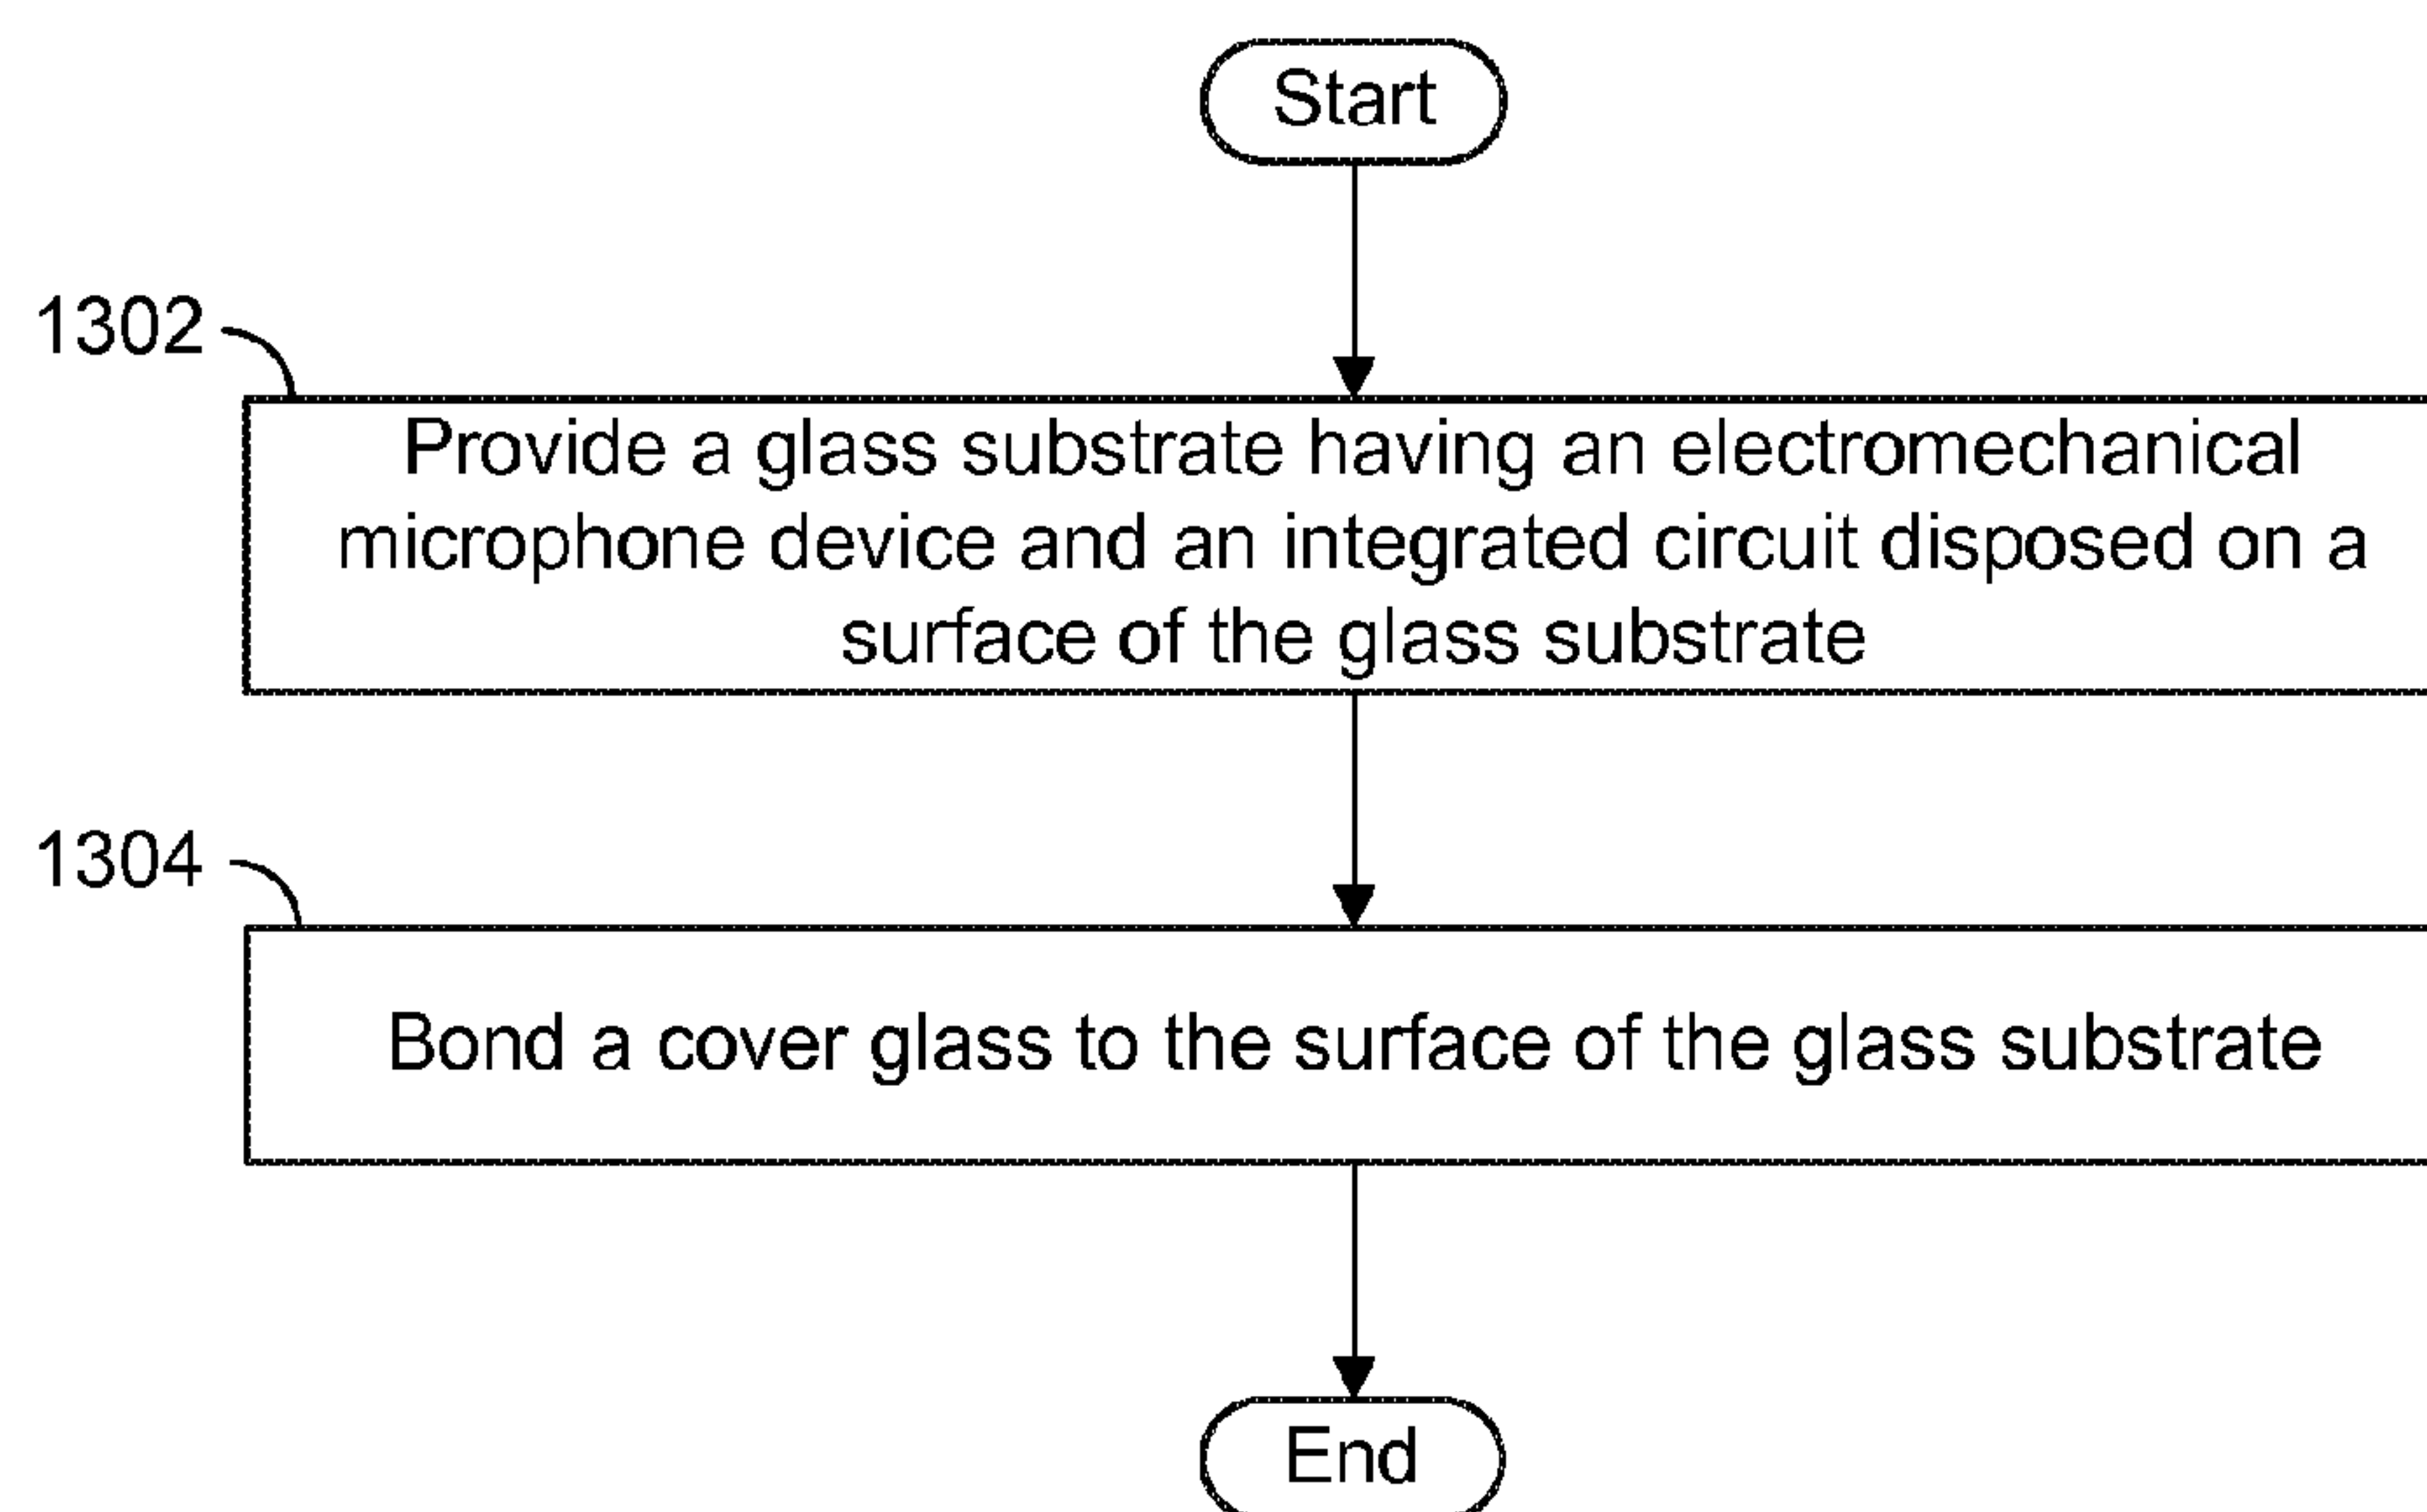 Start
1302
Provide a glass substrate having an electromechanical
microphone device and an integrated circuit disposed on a
surface of the glass substrate
1304
Bond a cover glass to the surface of the glass substrate
End